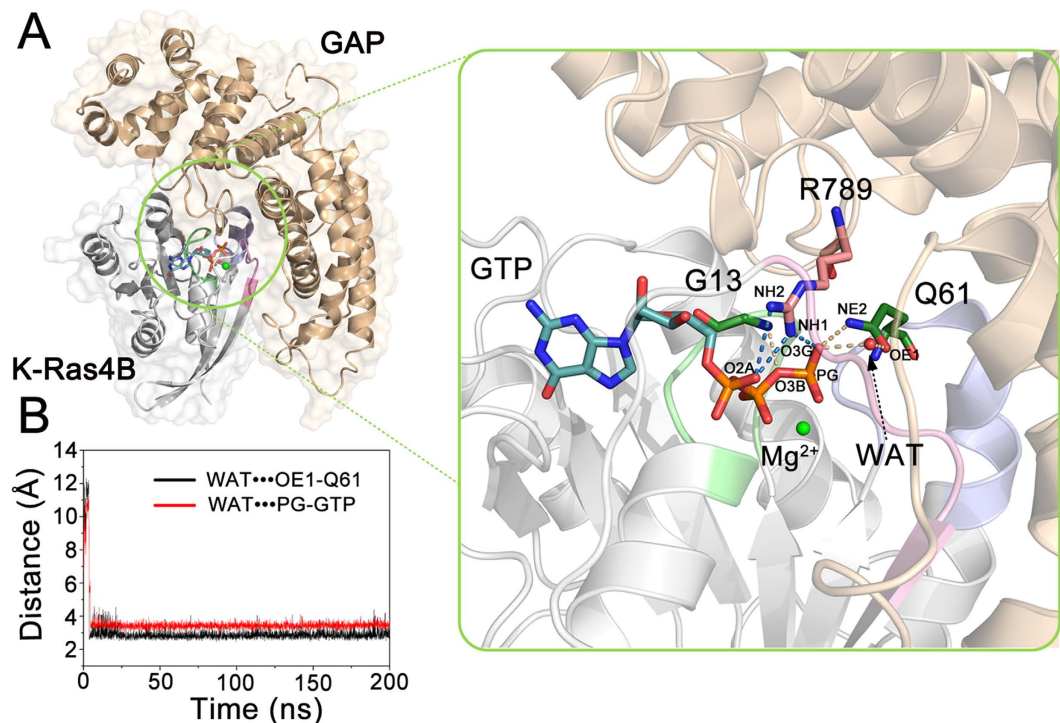 A
GAP
K-Ras4B
R789
GTP
G13
NH2
NH1
NE2
Q61
O3G
OE1
O2A
O3B
PG
Mg²⁺
WAT
B
14
12
10
8
6
4
2
Distance (Å)
WAT•••OE1-Q61
WAT•••PG-GTP
0
50
100
150
200
Time (ns)